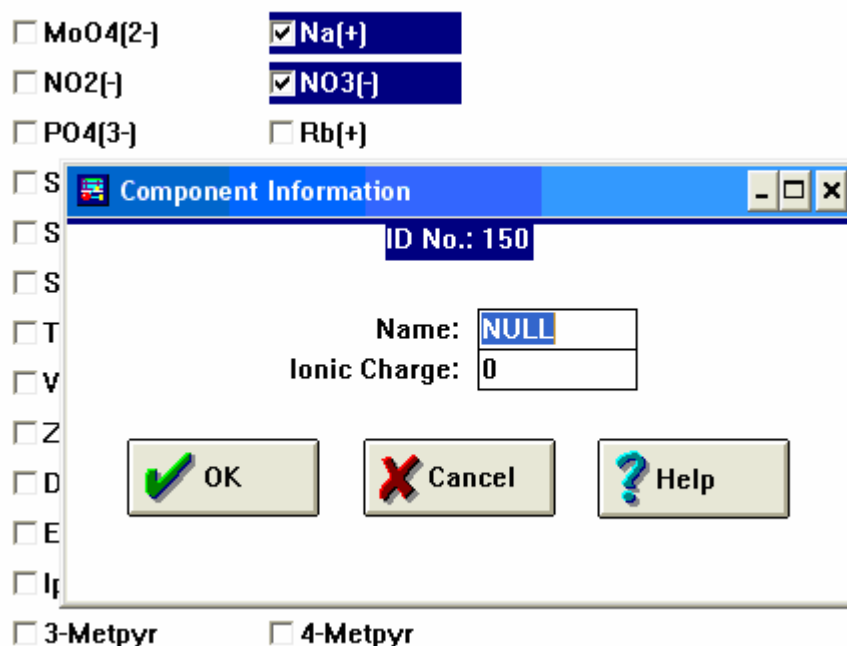 MoO4(2-) Na(+)
NO2(-) NO3(-)
PO4(3-) Rb(+)
S
Component Information
ID No.: 150
S
S
Name: NULL
T
Ionic Charge: 0
V
Z
OK Cancel Help
D
E
Ip
3-Metpyr 4-Metpyr